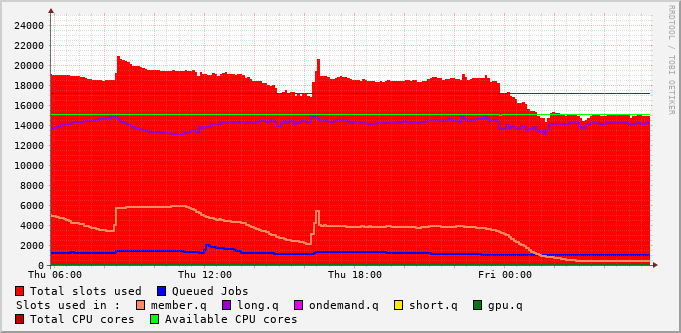 RRDTOOL / TOBI OETIKER
24000
22000
20000
18000
16000
14000
12000
10000
8000
6000
4000
2000
0
Thu 06:00 Thu 12:00 Thu 18:00 Fri 00:00
Total slots used Queued Jobs
Slots used in : member.q long.q ondemand.q short.q gpu.q
Total CPU cores Available CPU cores